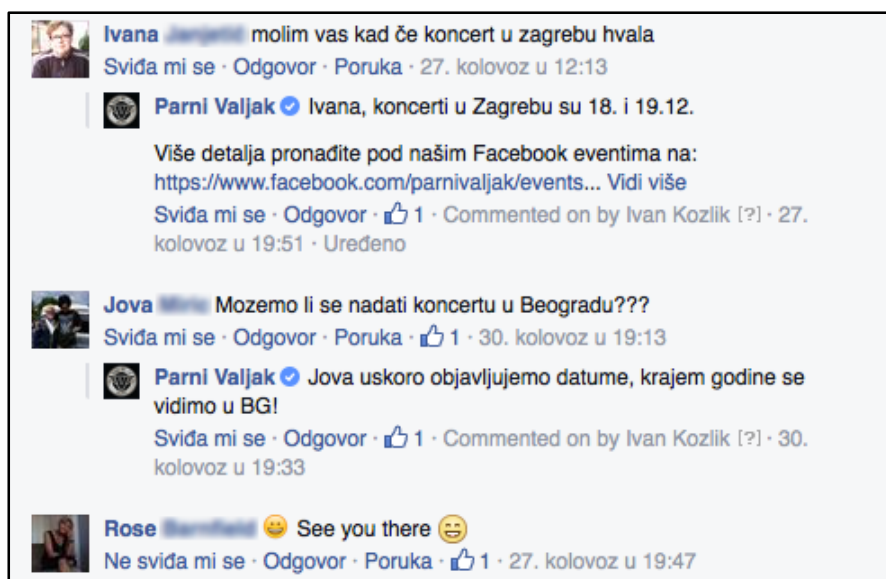 Ivana molim vas kad če koncert u zagrebu hvala
Sviđa mi se · Odgovor · Poruka · 27. kolovoz u 12:13
Parni Valjak Ivana, koncerti u Zagrebu su 18. i 19.12.
Više detalja pronađite pod našim Facebook eventima na:
https://www.facebook.com/parnivaljak/events... Vidi više
Sviđa mi se · Odgovor · 1 · Commented on by Ivan Kozlik [?] · 27.
kolovoz u 19:51 · Uređeno
Jova Mozemo li se nadati koncertu u Beogradu???
Sviđa mi se · Odgovor · Poruka · 1 · 30. kolovoz u 19:13
Parni Valjak Jova uskoro objavljujemo datume, krajem godine se
vidimo u BG!
Sviđa mi se · Odgovor · 1 · Commented on by Ivan Kozlik [?] · 30.
kolovoz u 19:33
Rose See you there
Ne sviđa mi se · Odgovor · Poruka · 1 · 27. kolovoz u 19:47